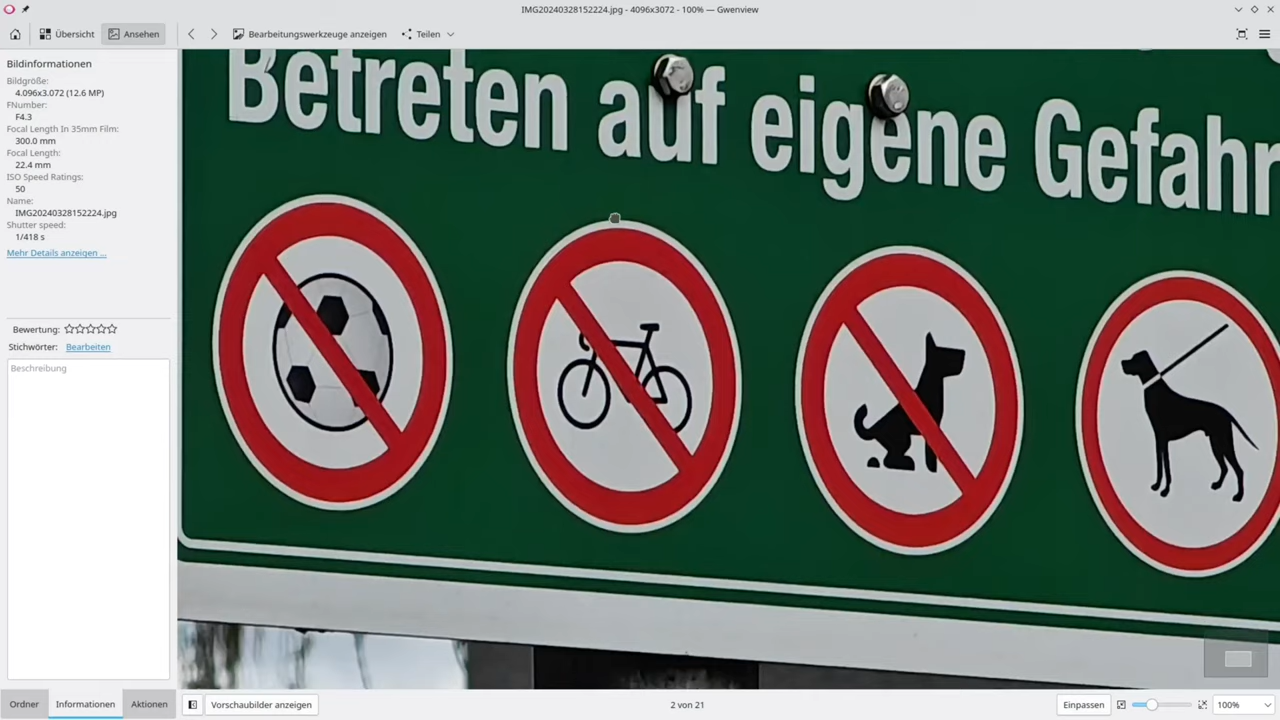 IMG20240328152224.jpg - 4096x3072 - 100% — Gwenview
Übersicht
Ansehen
Bearbeitungswerkzeuge anzeigen
Teilen
Bildinformationen
Bildgröße:
4.096x3.072 (12.6 MP)
FNumber:
F4.3
Focal Length In 35mm Film:
300.0 mm
Focal Length:
22.4 mm
ISO Speed Ratings:
50
Name:
IMG20240328152224.jpg
Shutter speed:
1/418 s
Mehr Details anzeigen ...
Bewertung:
Stichwörter: Bearbeiten
Beschreibung
Betreten auf eigene Gefahr
Ordner
Informationen
Aktionen
Vorschaubilder anzeigen
2 von 21
Einpassen
100%